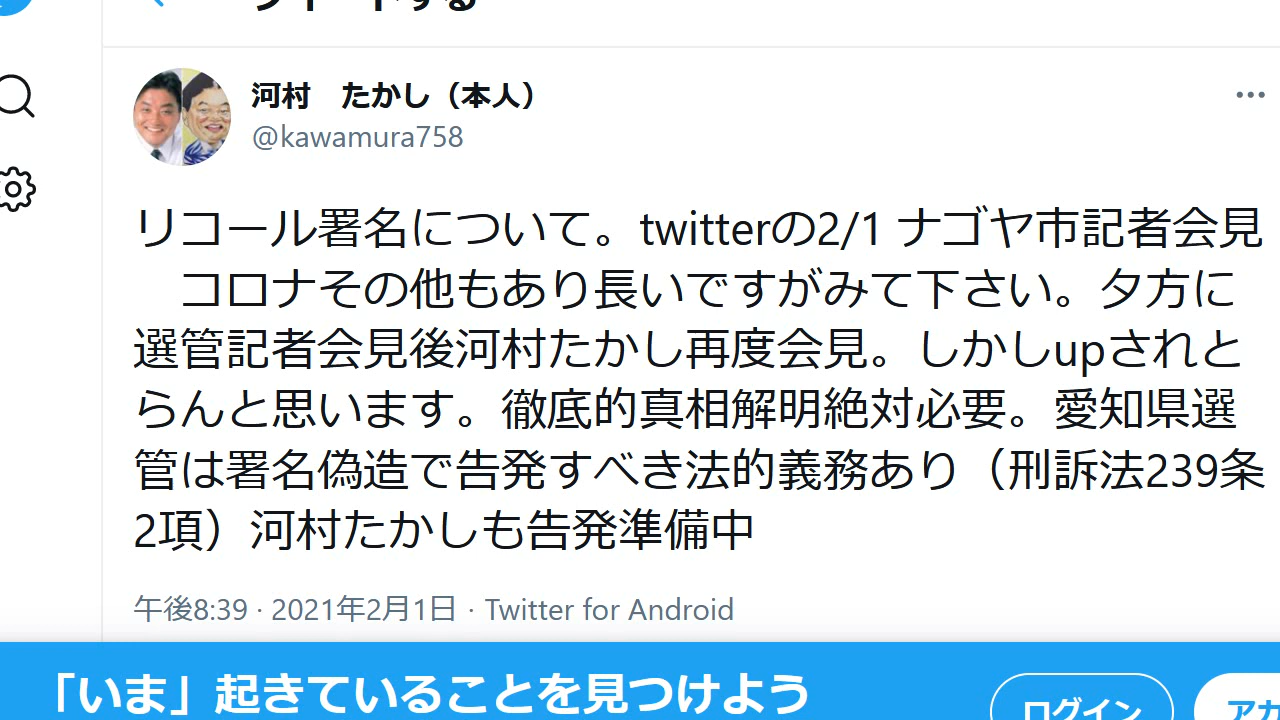 ツイートする
河村　たかし（本人）
@kawamura758
リコール署名について。twitterの2/1 ナゴヤ市記者会見
　コロナその他もあり長いですがみて下さい。夕方に
選管記者会見後河村たかし再度会見。しかしupされと
らんと思います。徹底的真相解明絶対必要。愛知県選
管は署名偽造で告発すべき法的義務あり（刑訴法239条
2項）河村たかしも告発準備中
午後8:39 · 2021年2月1日 · Twitter for Android
「いま」起きていることを見つけよう
ログイン
アカ